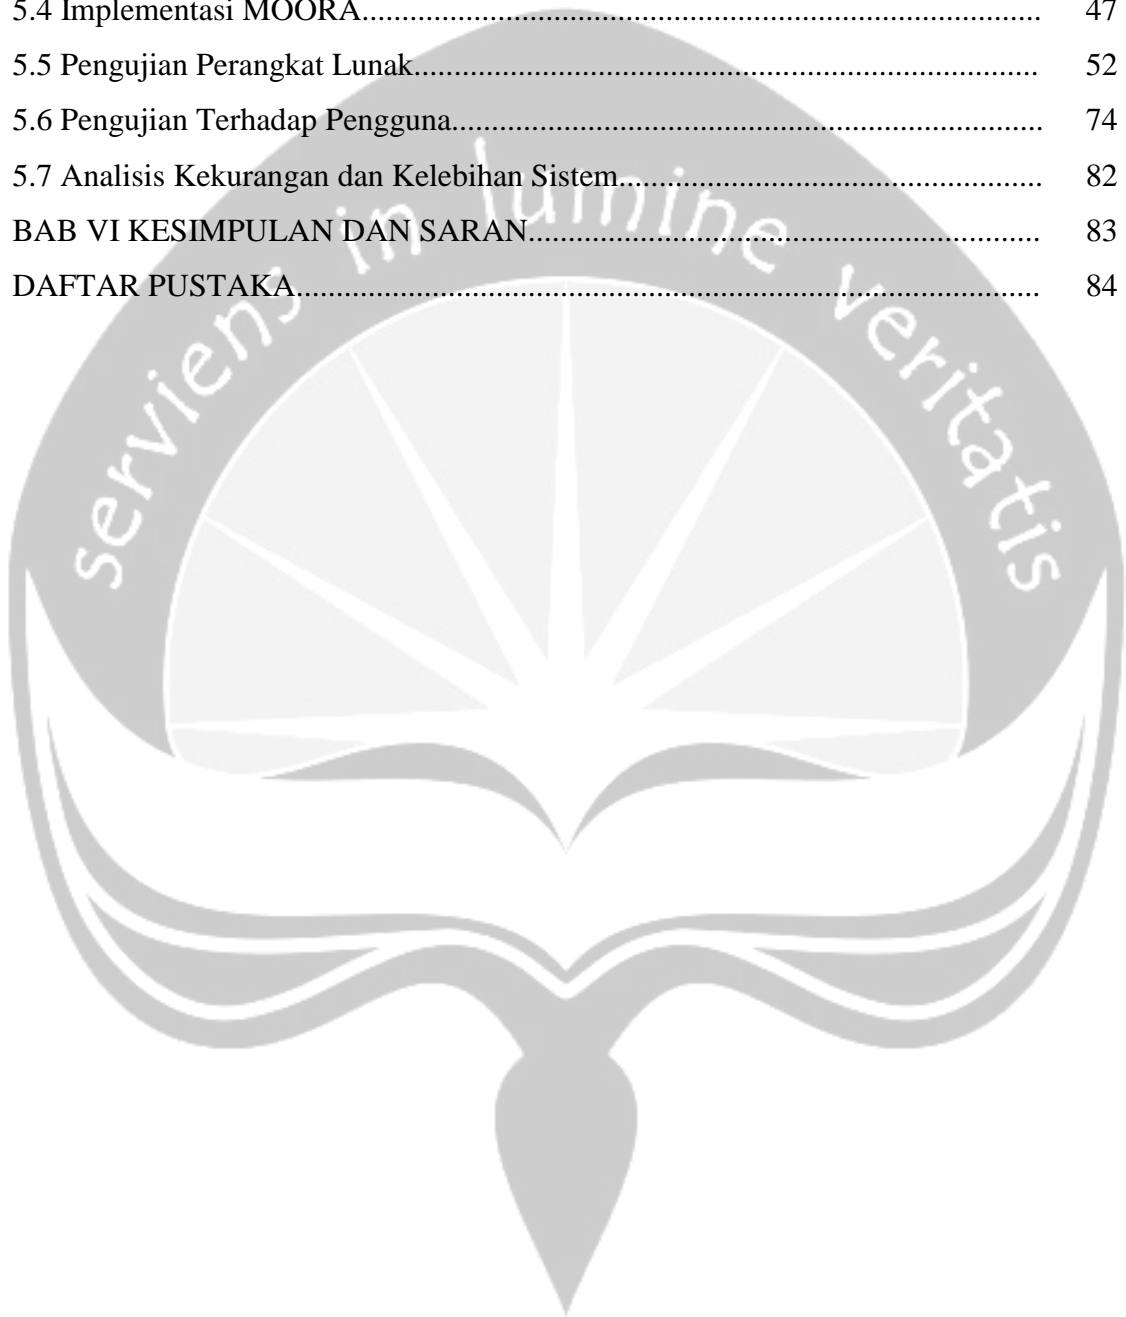 5.4 Implementasi MOORA.................................................................................... 47
5.5 Pengujian Perangkat Lunak............................................................................. 52
5.6 Pengujian Terhadap Pengguna......................................................................... 74
5.7 Analisis Kekurangan dan Kelebihan Sistem.................................................... 82
BAB VI KESIMPULAN DAN SARAN............................................................... 83
DAFTAR PUSTAKA............................................................................................ 84
serviens in lumine veritatis